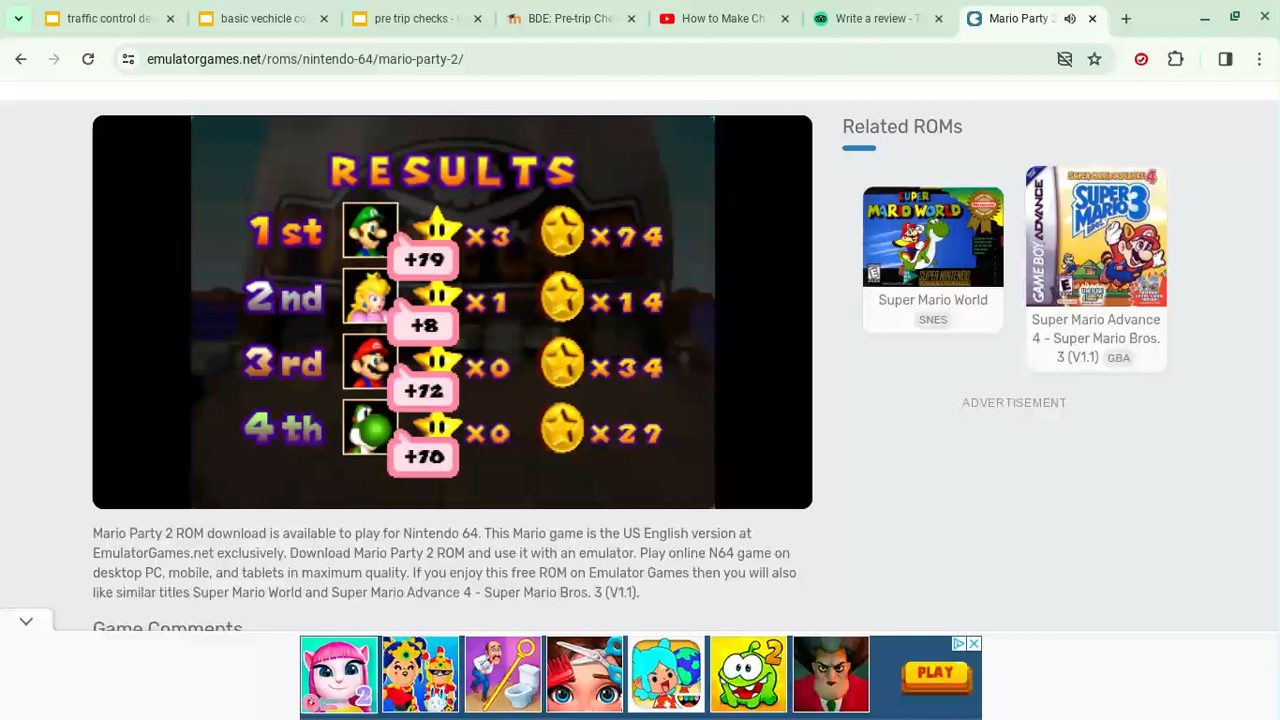 traffic control de
basic vechicle co
pre trip checks -
BDE: Pre-trip Che
How to Make Ch
Write a review - T
Mario Party 2
emulatorgames.net/roms/nintendo-64/mario-party-2/
RESULTS
1st +19 ×3 ×74
2nd +8 ×1 ×14
3rd +12 ×0 ×34
4th +10 ×0 ×27
Related ROMs
SUPER MARIO WORLD
SUPER NINTENDO
Super Mario World
SNES
GAME BOY ADVANCE
SUPER MARIO ADVANCE 4
SUPER MARIO BROS. 3
Super Mario Advance
4 - Super Mario Bros.
3 (V1.1) GBA
ADVERTISEMENT
Mario Party 2 ROM download is available to play for Nintendo 64. This Mario game is the US English version at
EmulatorGames.net exclusively. Download Mario Party 2 ROM and use it with an emulator. Play online N64 game on
desktop PC, mobile, and tablets in maximum quality. If you enjoy this free ROM on Emulator Games then you will also
like similar titles Super Mario World and Super Mario Advance 4 - Super Mario Bros. 3 (V1.1).
Game Comments
2
2
PLAY